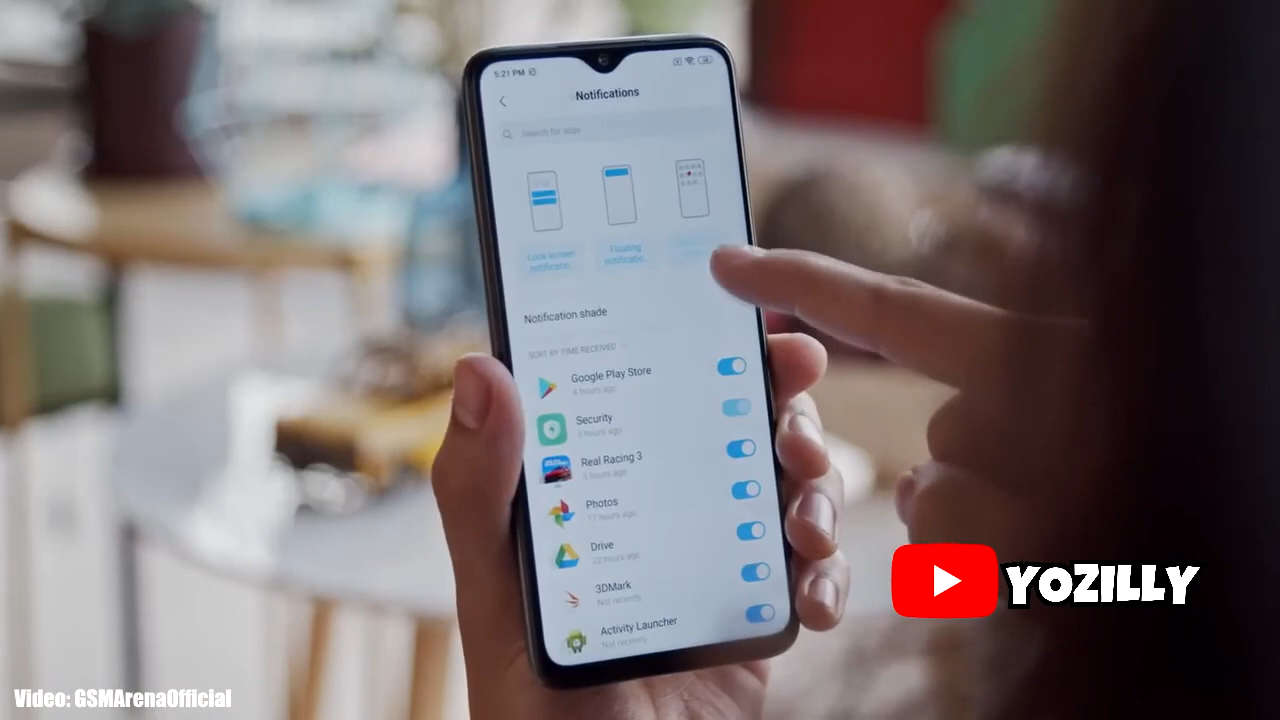 5:21 PM
Notifications
Search for apps
Lock screen
notificatio...
Floating
notificatio...
Notification shade
SORT BY TIME RECEIVED
Google Play Store
4 hours ago
Security
5 hours ago
Real Racing 3
5 hours ago
Photos
17 hours ago
Drive
22 hours ago
3DMark
Not recently
Activity Launcher
Not recently
YOZILLY
Video: GSMArenaOfficial